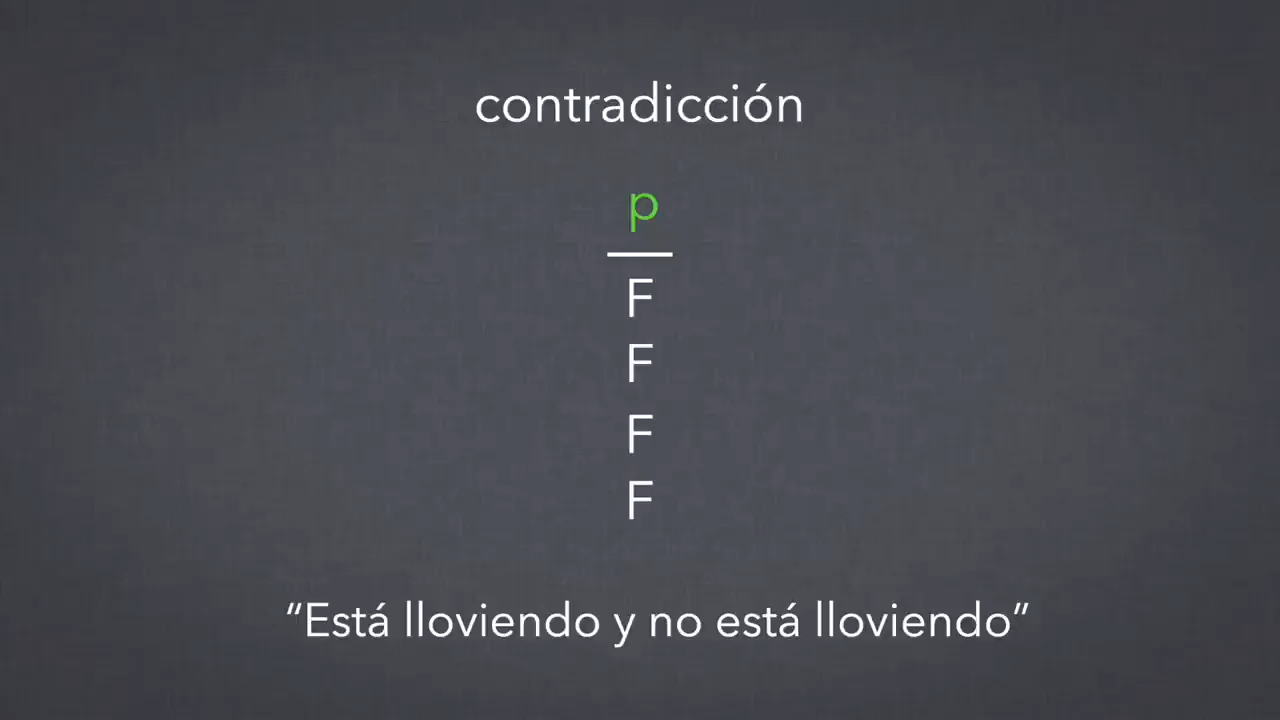 contradicción
p
F
F
F
F
“Está lloviendo y no está lloviendo”